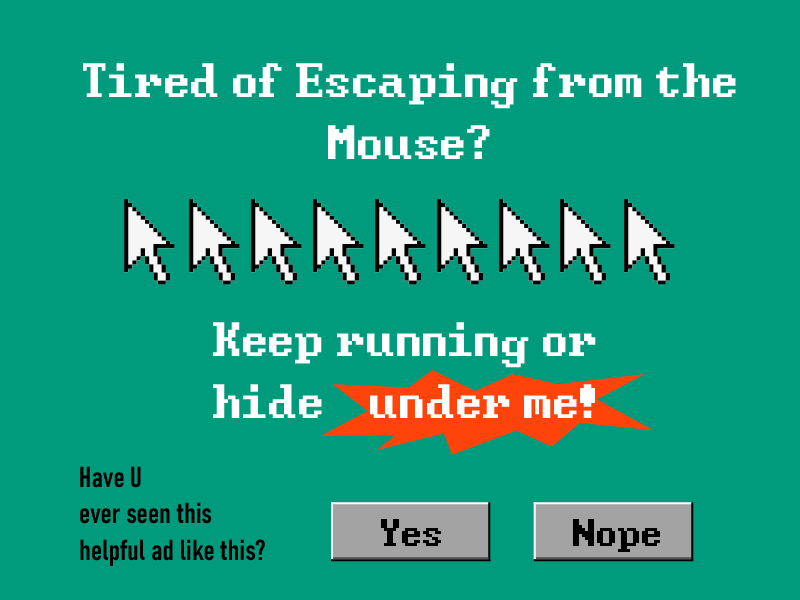 Tired of Escaping from the
Mouse?
Keep running or
hide under me!
Have U
ever seen this
helpful ad like this?
Yes
Nope